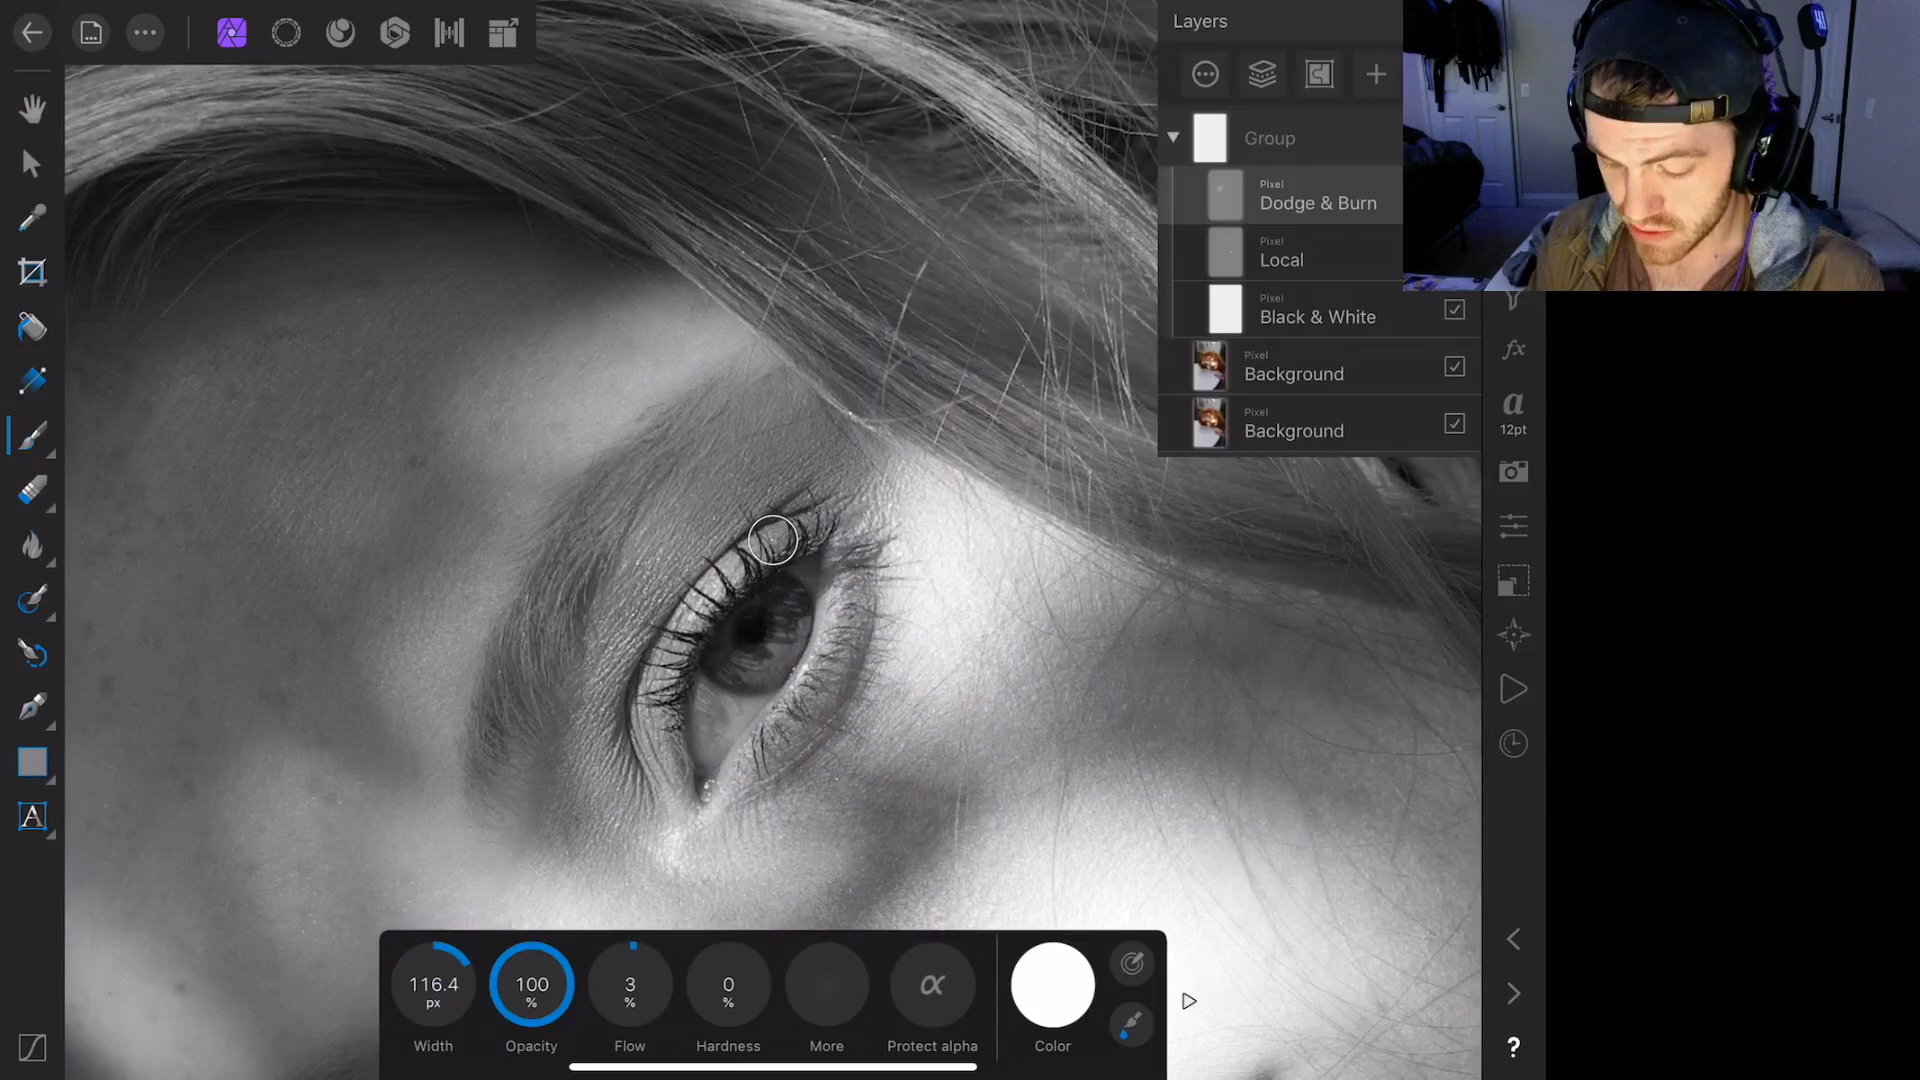 Layers
Group
Pixel
Dodge & Burn
Pixel
Local
Pixel
Black & White
Pixel
Background
Pixel
Background
fx
a
12pt
A
116.4
px
100
%
3
%
0
%
α
Width
Opacity
Flow
Hardness
More
Protect alpha
Color
?